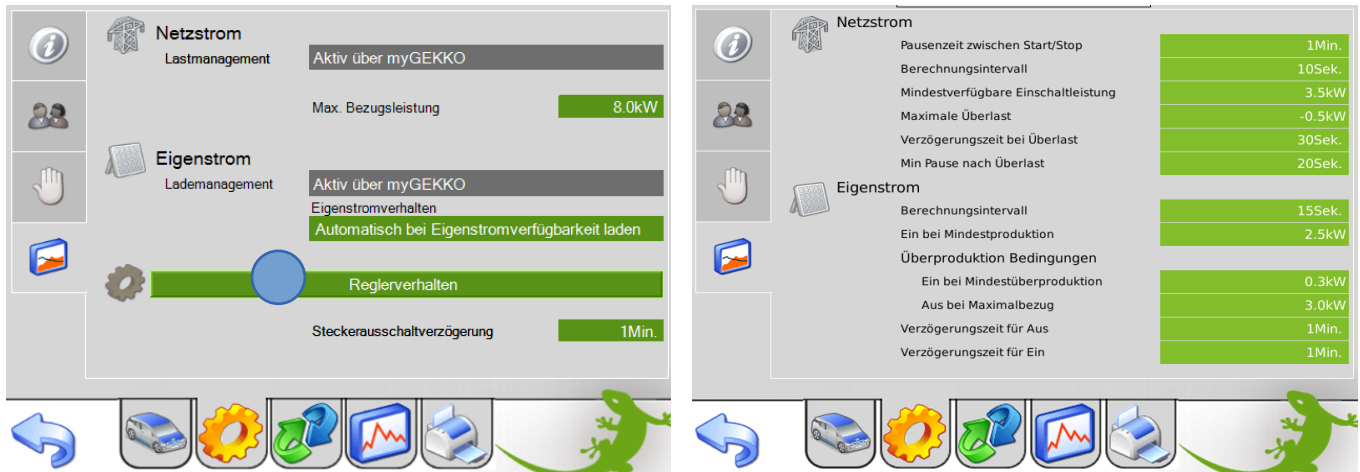 Netzstrom
Lastmanagement Aktiv über myGEKKO
Max. Bezugsleistung 8.0kW
Eigenstrom
Lademanagement Aktiv über myGEKKO
Eigenstromverhalten
Automatisch bei Eigenstromverfügbarkeit laden
Reglerverhalten
Steckerausschaltverzögerung 1Min.
Netzstrom
Pausenzeit zwischen Start/Stop 1Min.
Berechnungsintervall 10Sek.
Mindestverfügbare Einschaltleistung 3.5kW
Maximale Überlast -0.5kW
Verzögerungszeit bei Überlast 30Sek.
Min Pause nach Überlast 20Sek.
Eigenstrom
Berechnungsintervall 15Sek.
Ein bei Mindestproduktion 2.5kW
Überproduktion Bedingungen
Ein bei Mindestüberproduktion 0.3kW
Aus bei Maximalbezug 3.0kW
Verzögerungszeit für Aus 1Min.
Verzögerungszeit für Ein 1Min.